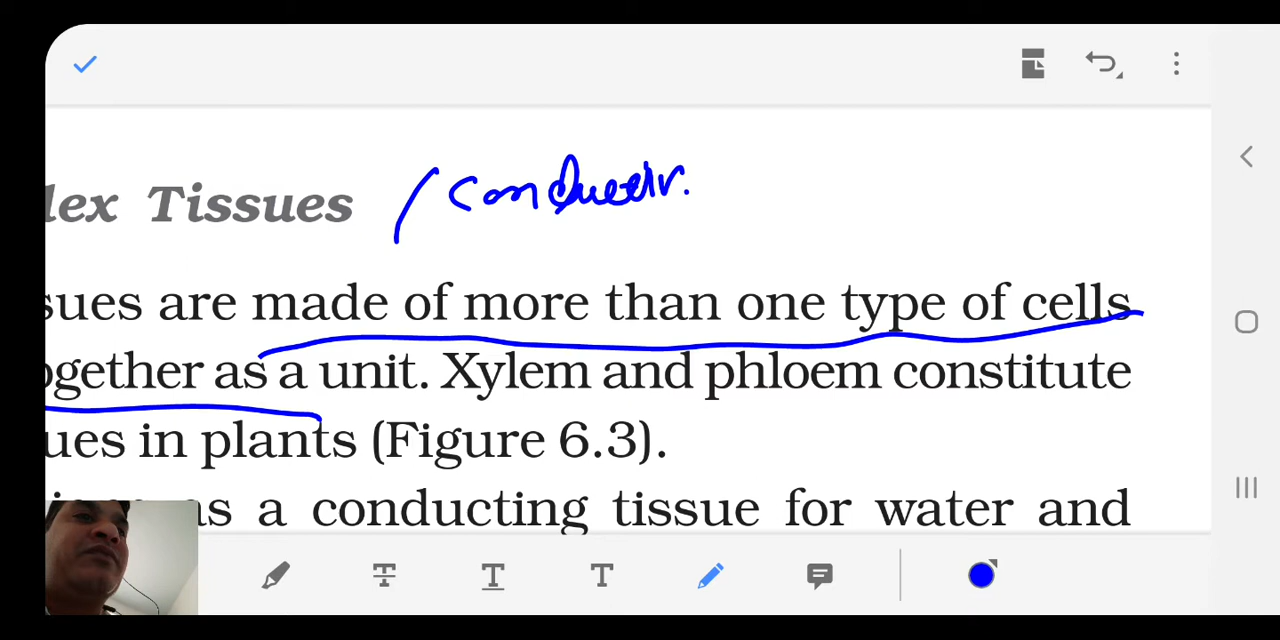 lex Tissues / conductiv.
sues are made of more than one type of cells
ogether as a unit. Xylem and phloem constitute
ues in plants (Figure 6.3).
as a conducting tissue for water and